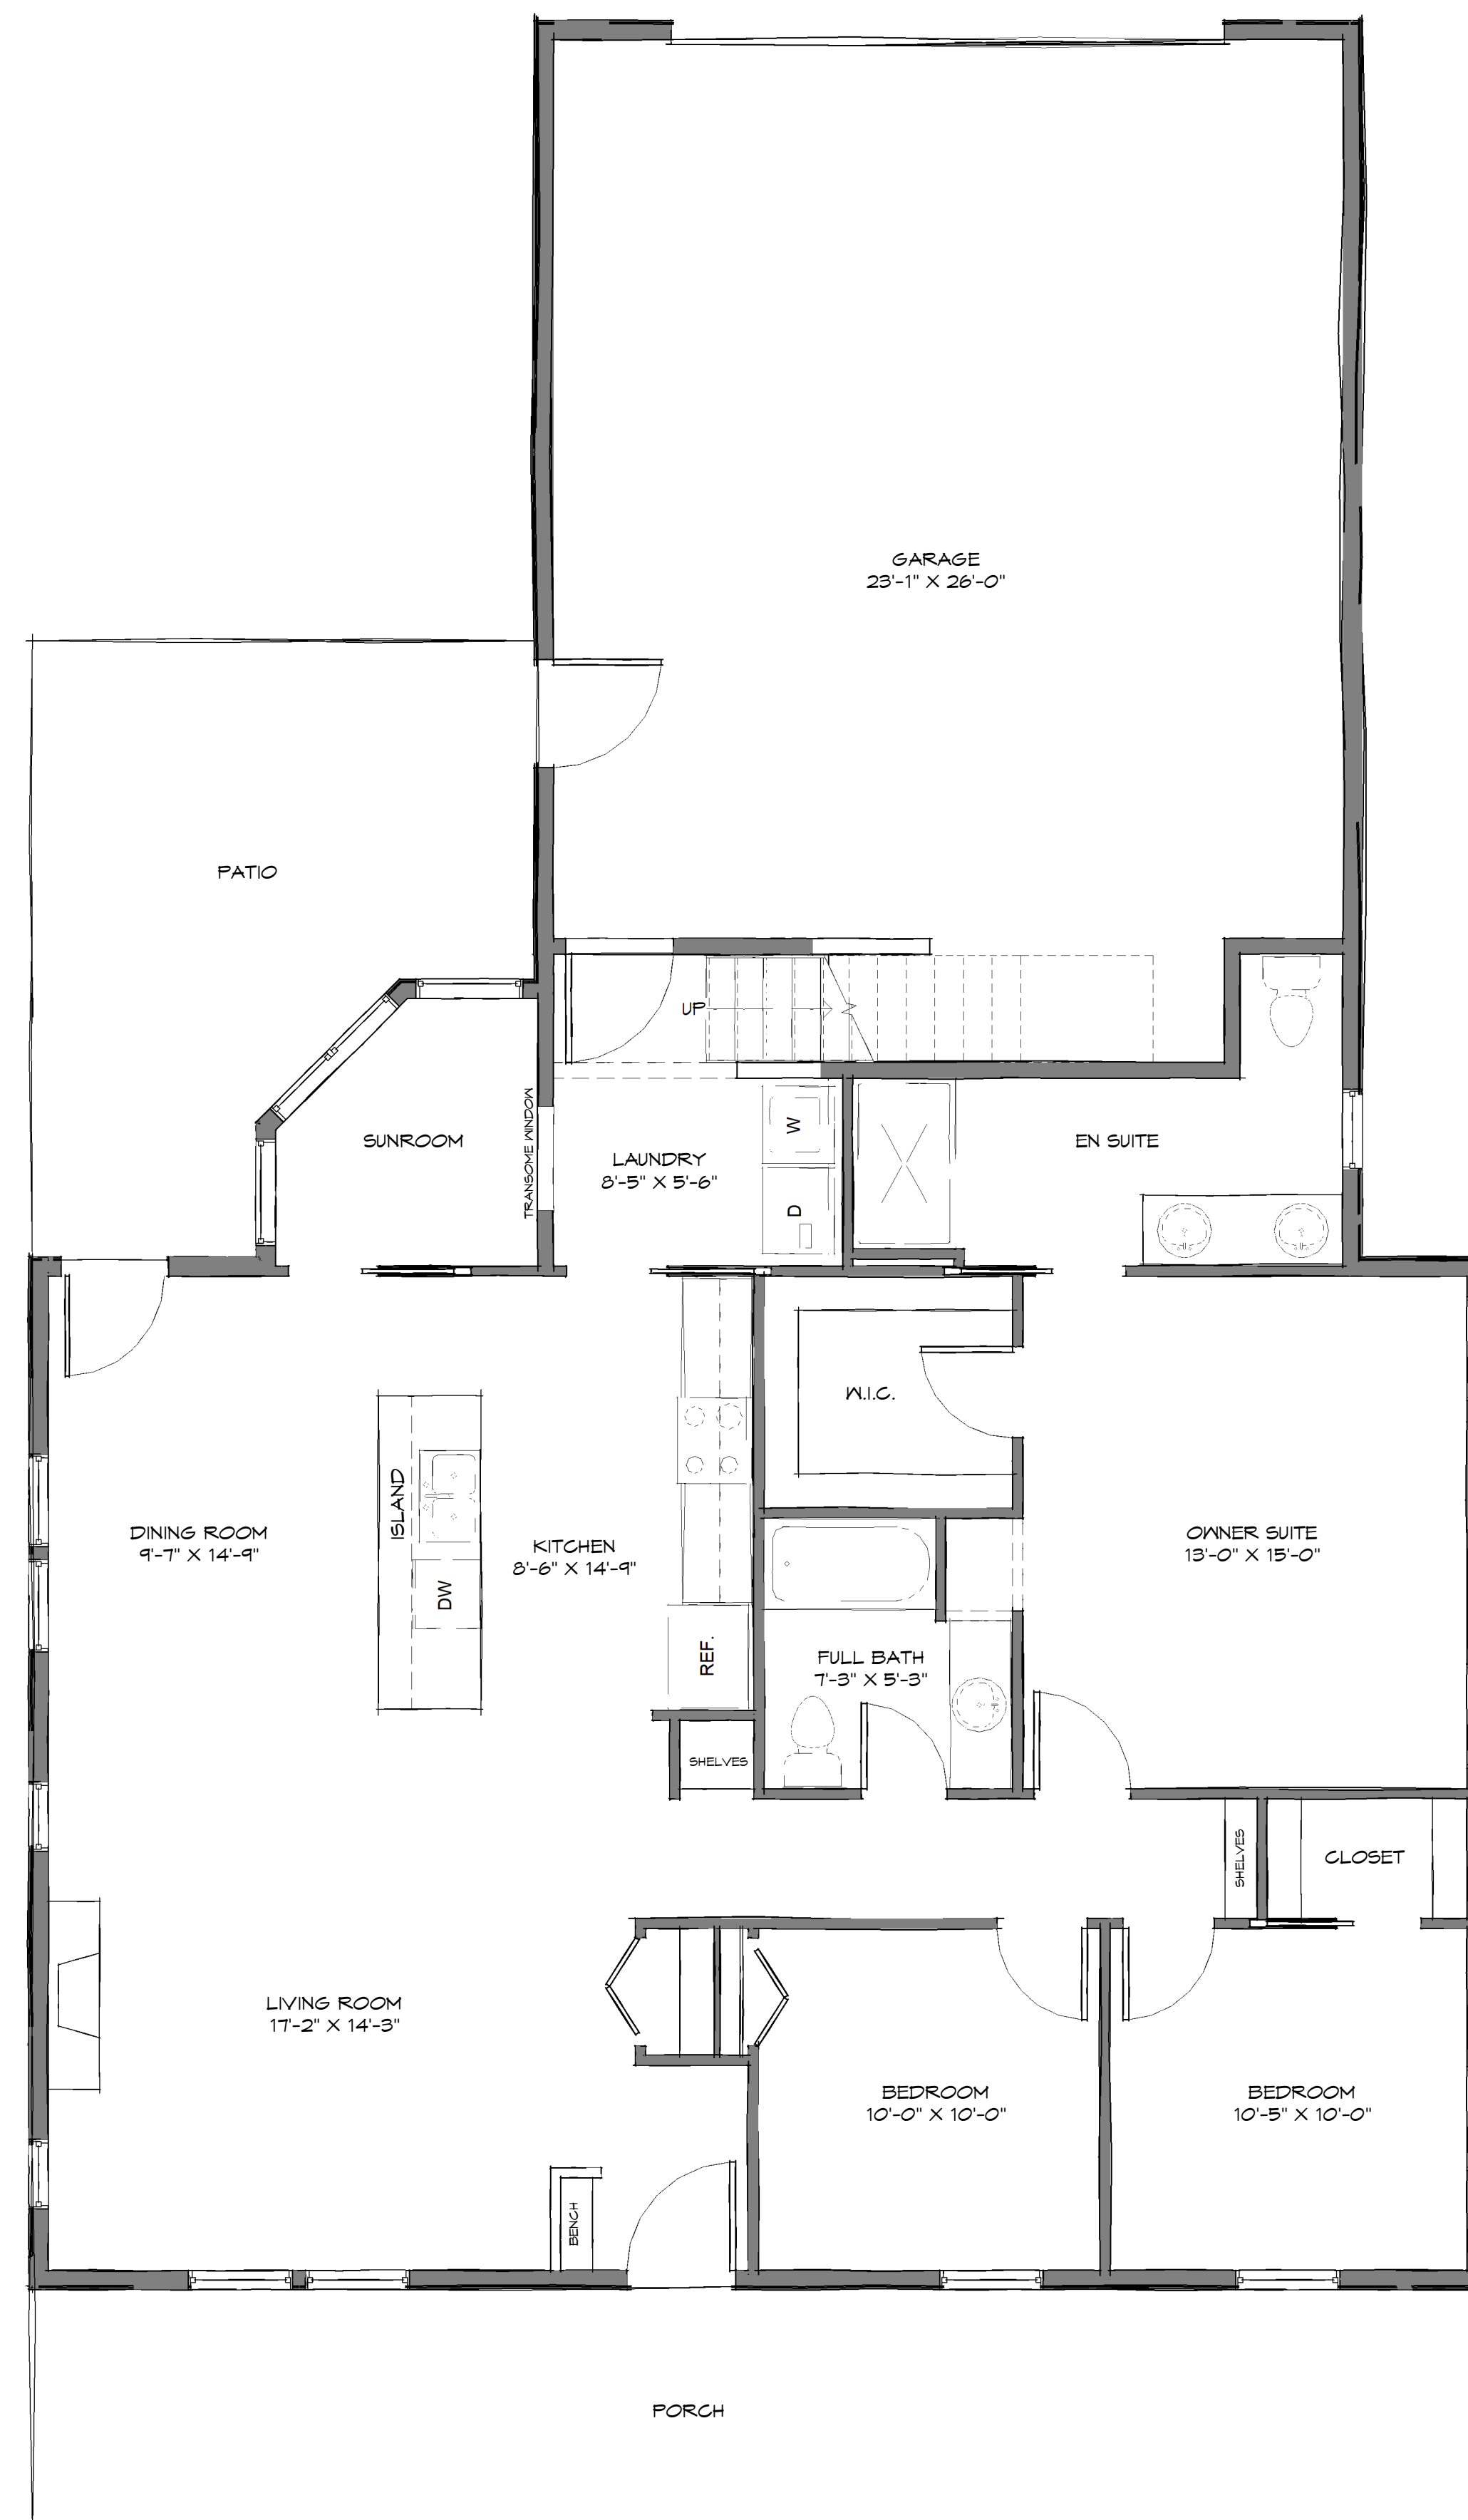 GARAGE
23'-1" X 26'-0"
PATIO
UP
SUNROOM
TRANSOME WINDOW
LAUNDRY
8'-5" X 5'-6"
W
D
EN SUITE
W.I.C.
ISLAND
DINING ROOM
9'-7" X 14'-9"
KITCHEN
8'-6" X 14'-9"
DW
REF.
OWNER SUITE
13'-0" X 15'-0"
FULL BATH
7'-3" X 5'-3"
SHELVES
SHELVES
CLOSET
LIVING ROOM
17'-2" X 14'-3"
BEDROOM
10'-0" X 10'-0"
BEDROOM
10'-5" X 10'-0"
BENCH
PORCH